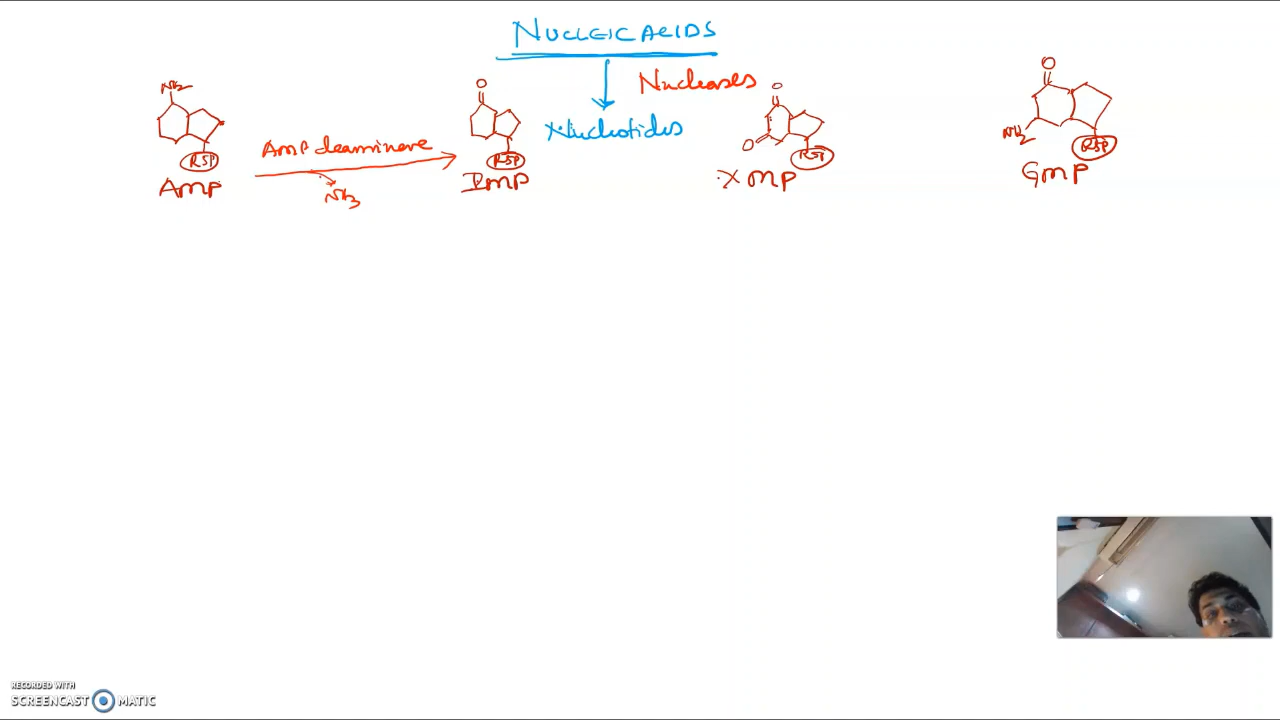 NUCLEIC ACIDS
Nucleases
Nucleotides
NH2
R5P
AMP
AMP deaminase
NH3
O
R5P
IMP
O
O
R5P
XMP
O
NH2
R5P
GMP
RECORDED WITH
SCREENCAST MATIC